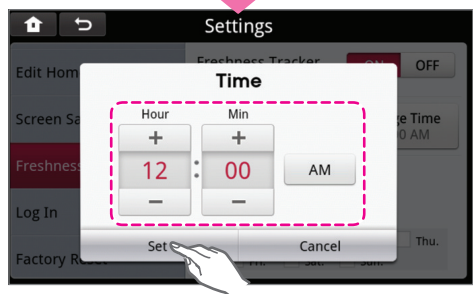 Settings
Edit Hom
Freshness Tracker
ON OFF
Time
Screen Sa
Hour Min
ge Time
+ +
0 AM
Freshness
12 : 00 AM
− −
Log In
Set Cancel
Thu.
Factory Reset
Fri. Sat. Sun.